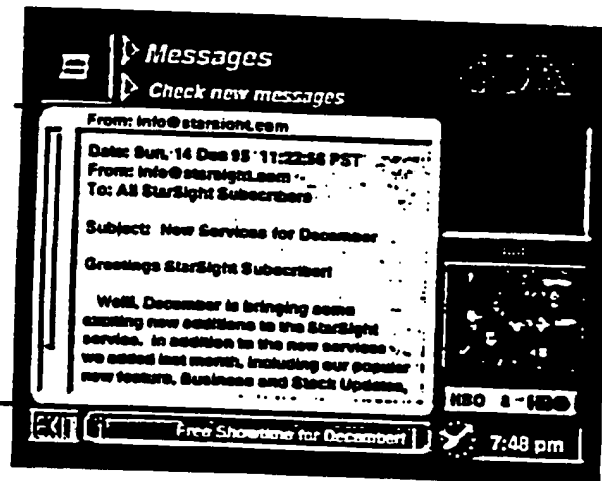 Messages
Check new messages
From: info@starsight.com
Date: Sun, 14 Dec 95 11:22:56 PST
From: info@starsight.com
To: All StarSight Subscribers
Subject: New Services for December
Greetings StarSight Subscriber!
Well, December is bringing some
exciting new additions to the StarSight
service. In addition to the new services
we added last month, including our popular
new feature, Business and Stock Updates,
HBO
EXIT
Free Showtime for December!
7:48 pm